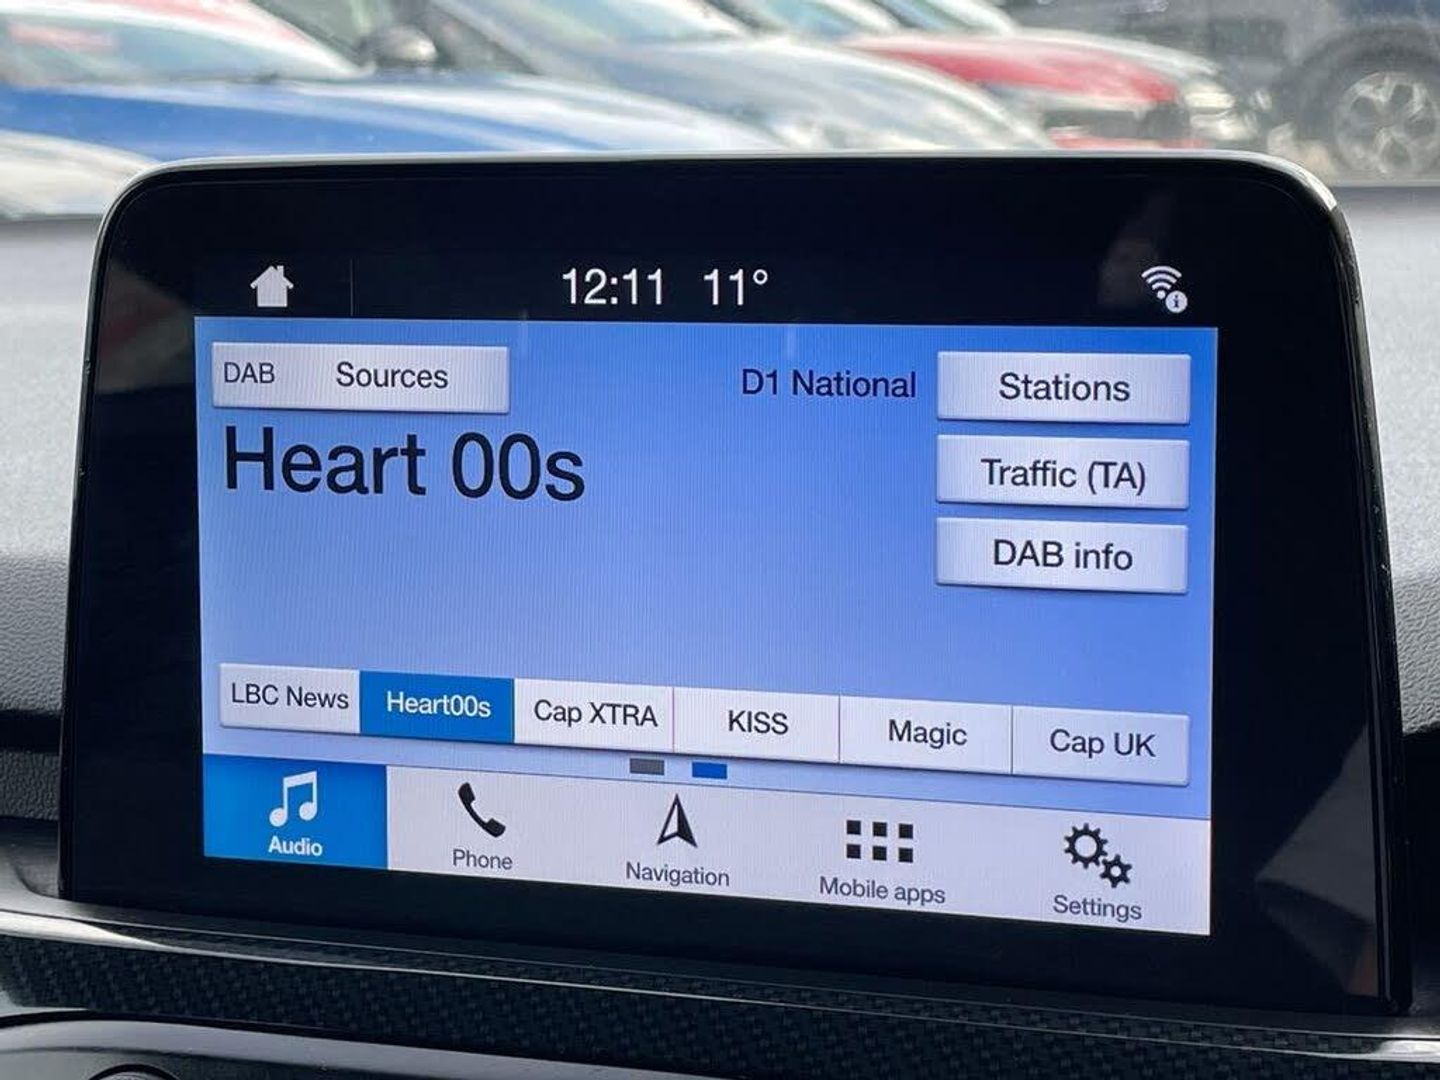 12:11 11°
DAB Sources
D1 National
Stations
Heart 00s
Traffic (TA)
DAB info
LBC News
Heart00s
Cap XTRA
KISS
Magic
Cap UK
Audio
Phone
Navigation
Mobile apps
Settings